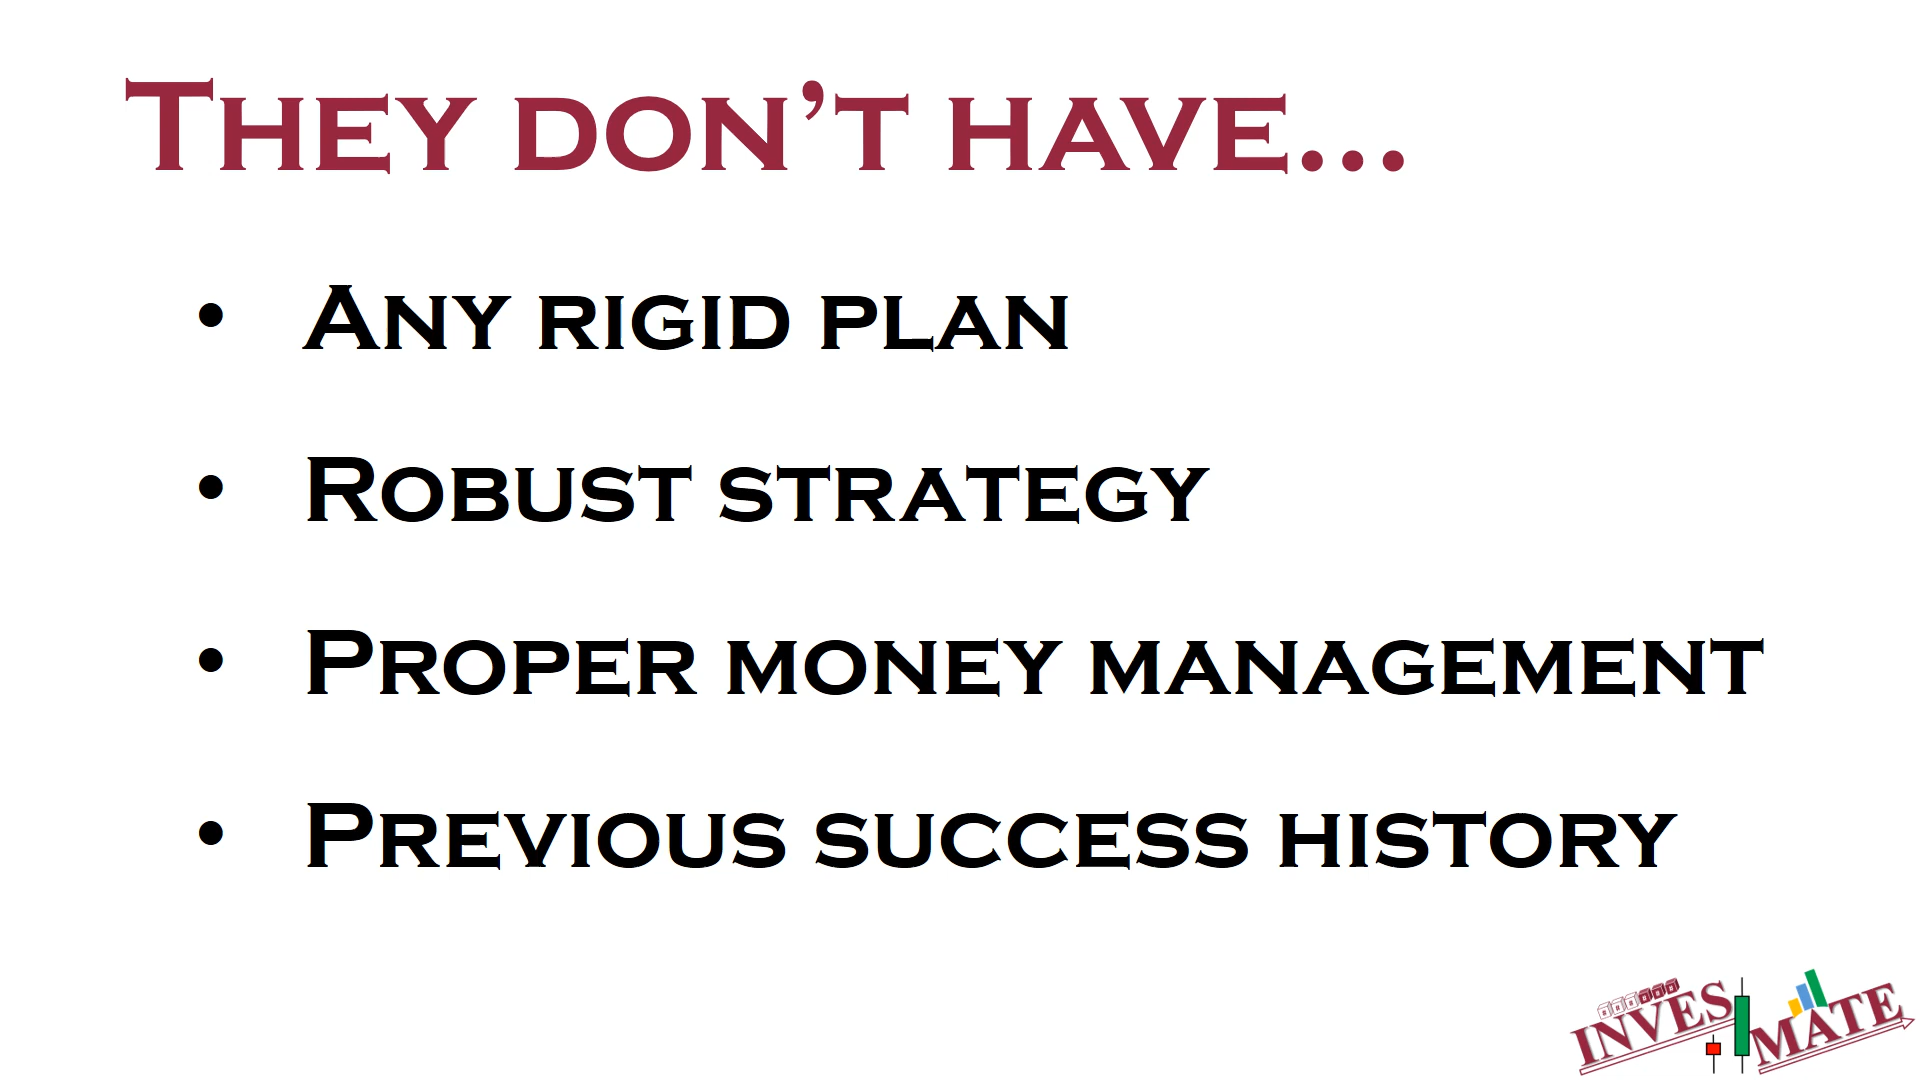 They don’t have…
• Any rigid plan
• Robust strategy
• Proper money management
• Previous success history
INVES MATE